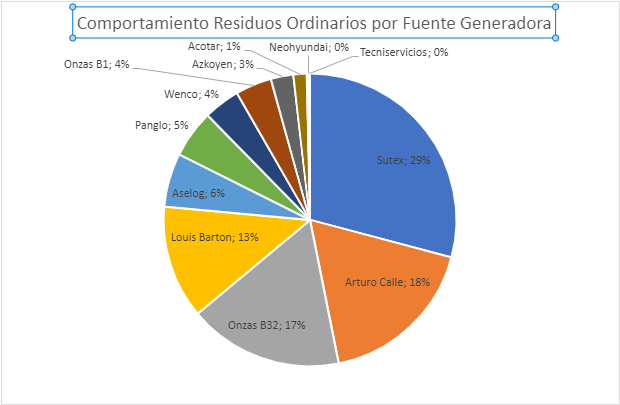 Comportamiento Residuos Ordinarios por Fuente Generadora
Acotar; 1%
Neohyundai; 0%
Tecniservicios; 0%
Onzas B1; 4%
Azkoyen; 3%
Wenco; 4%
Panglo; 5%
Sutex; 29%
Aselog; 6%
Louis Barton; 13%
Arturo Calle; 18%
Onzas B32; 17%